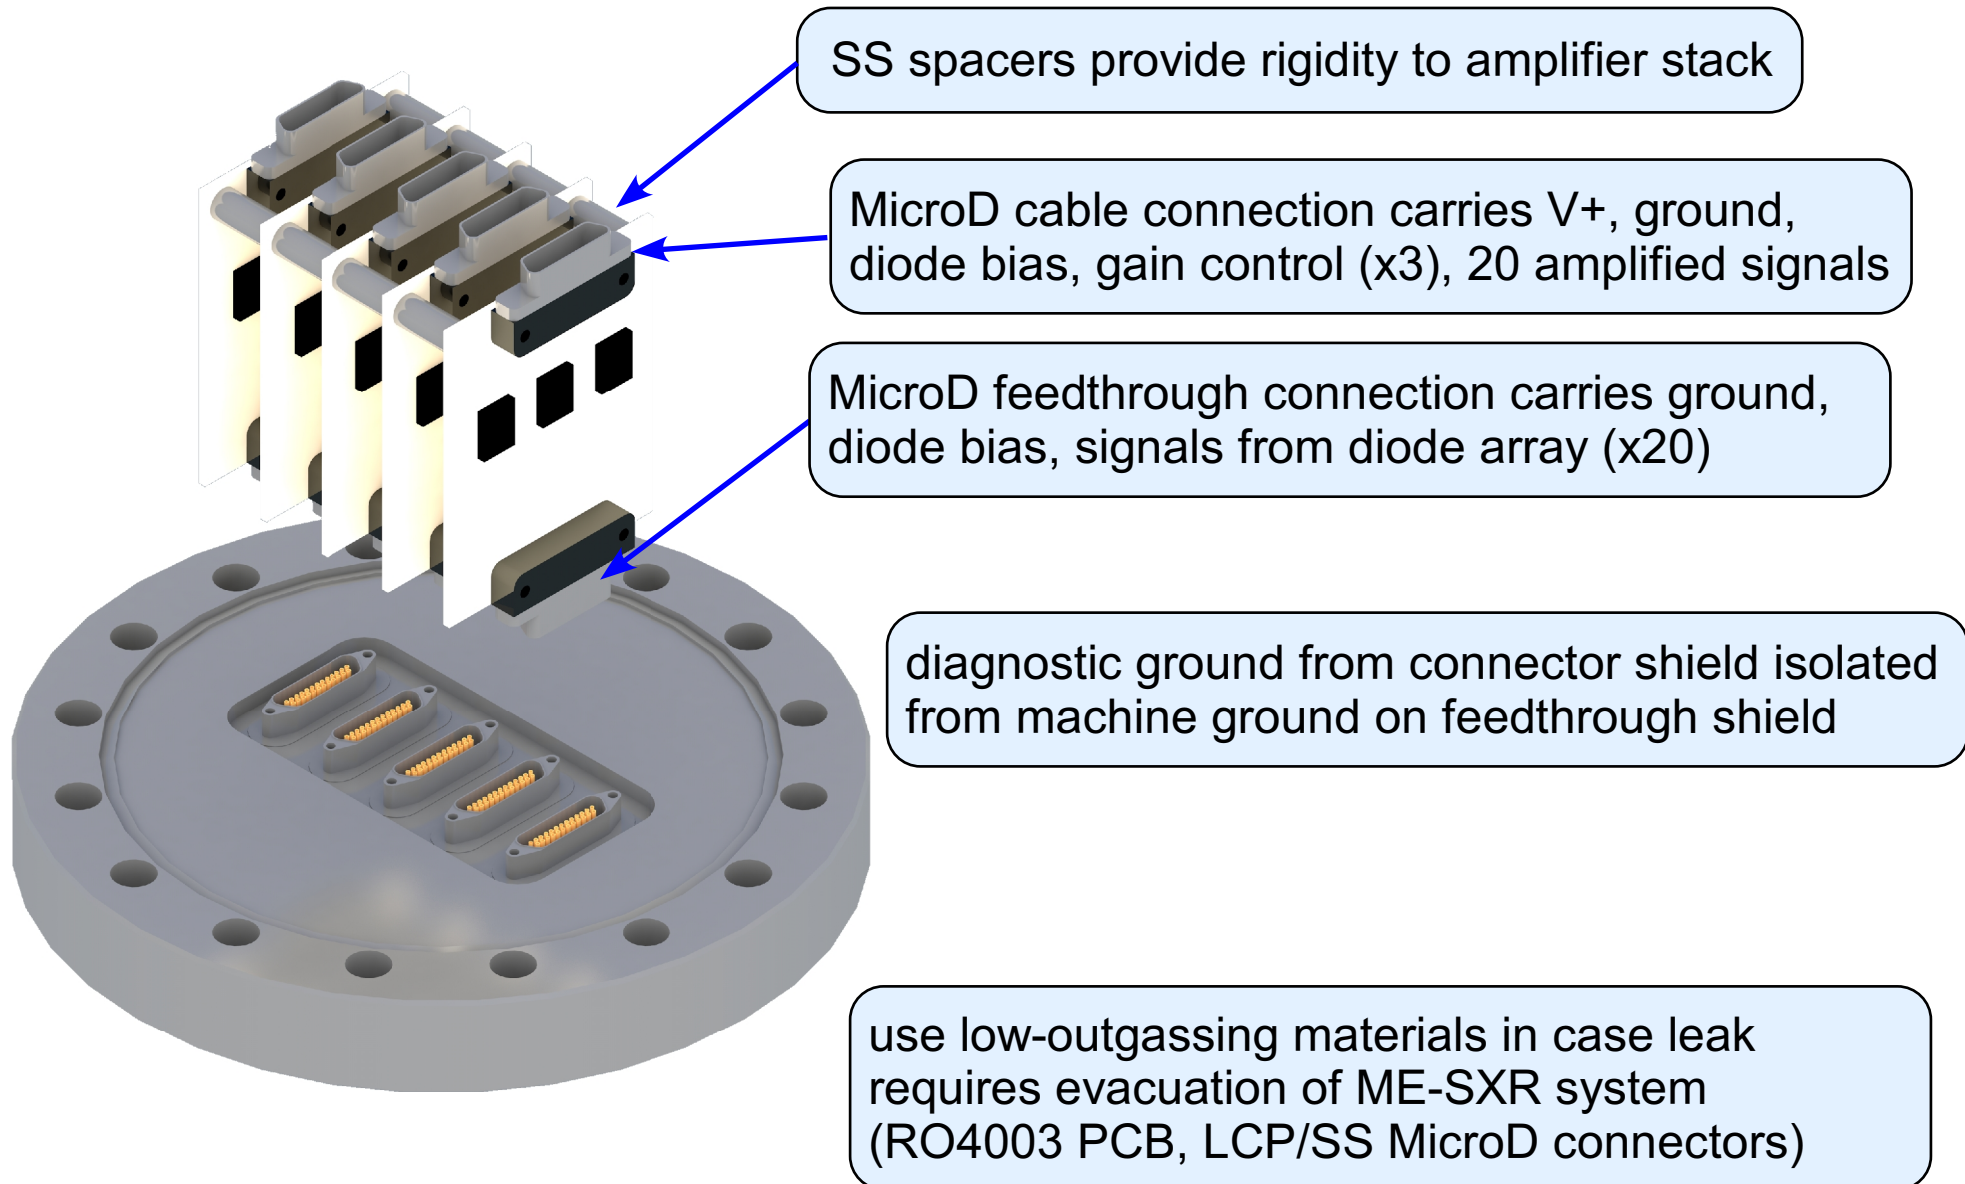 SS spacers provide rigidity to amplifier stack
MicroD cable connection carries V+, ground,
diode bias, gain control (x3), 20 amplified signals
MicroD feedthrough connection carries ground,
diode bias, signals from diode array (x20)
diagnostic ground from connector shield isolated
from machine ground on feedthrough shield
use low-outgassing materials in case leak
requires evacuation of ME-SXR system
(RO4003 PCB, LCP/SS MicroD connectors)